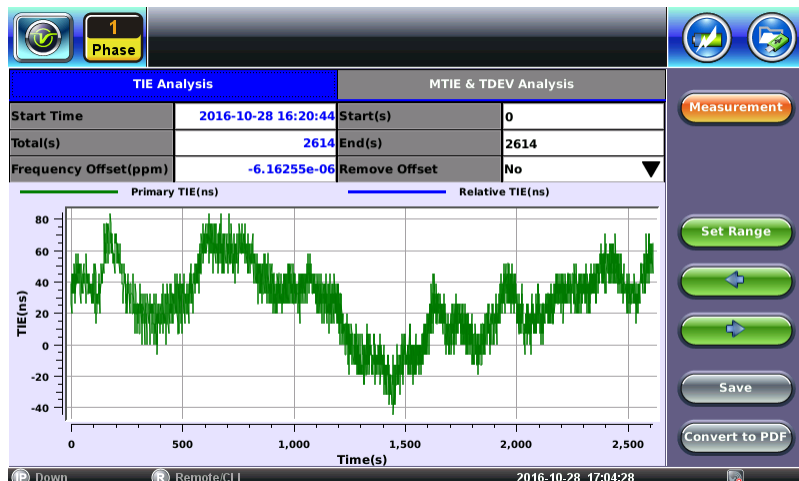 1
Phase
TIE Analysis MTIE & TDEV Analysis
Start Time 2016-10-28 16:20:44 Start(s) 0
Total(s) 2614 End(s) 2614
Frequency Offset(ppm) -6.16255e-06 Remove Offset No
Primary TIE(ns) Relative TIE(ns)
Measurement
Set Range
Save
Convert to PDF
TIE(ns)
80
60
40
20
0
-20
-40
0 500 1,000 1,500 2,000 2,500
Time(s)
IP Down R Remote/CLI 2016-10-28 17:04:28